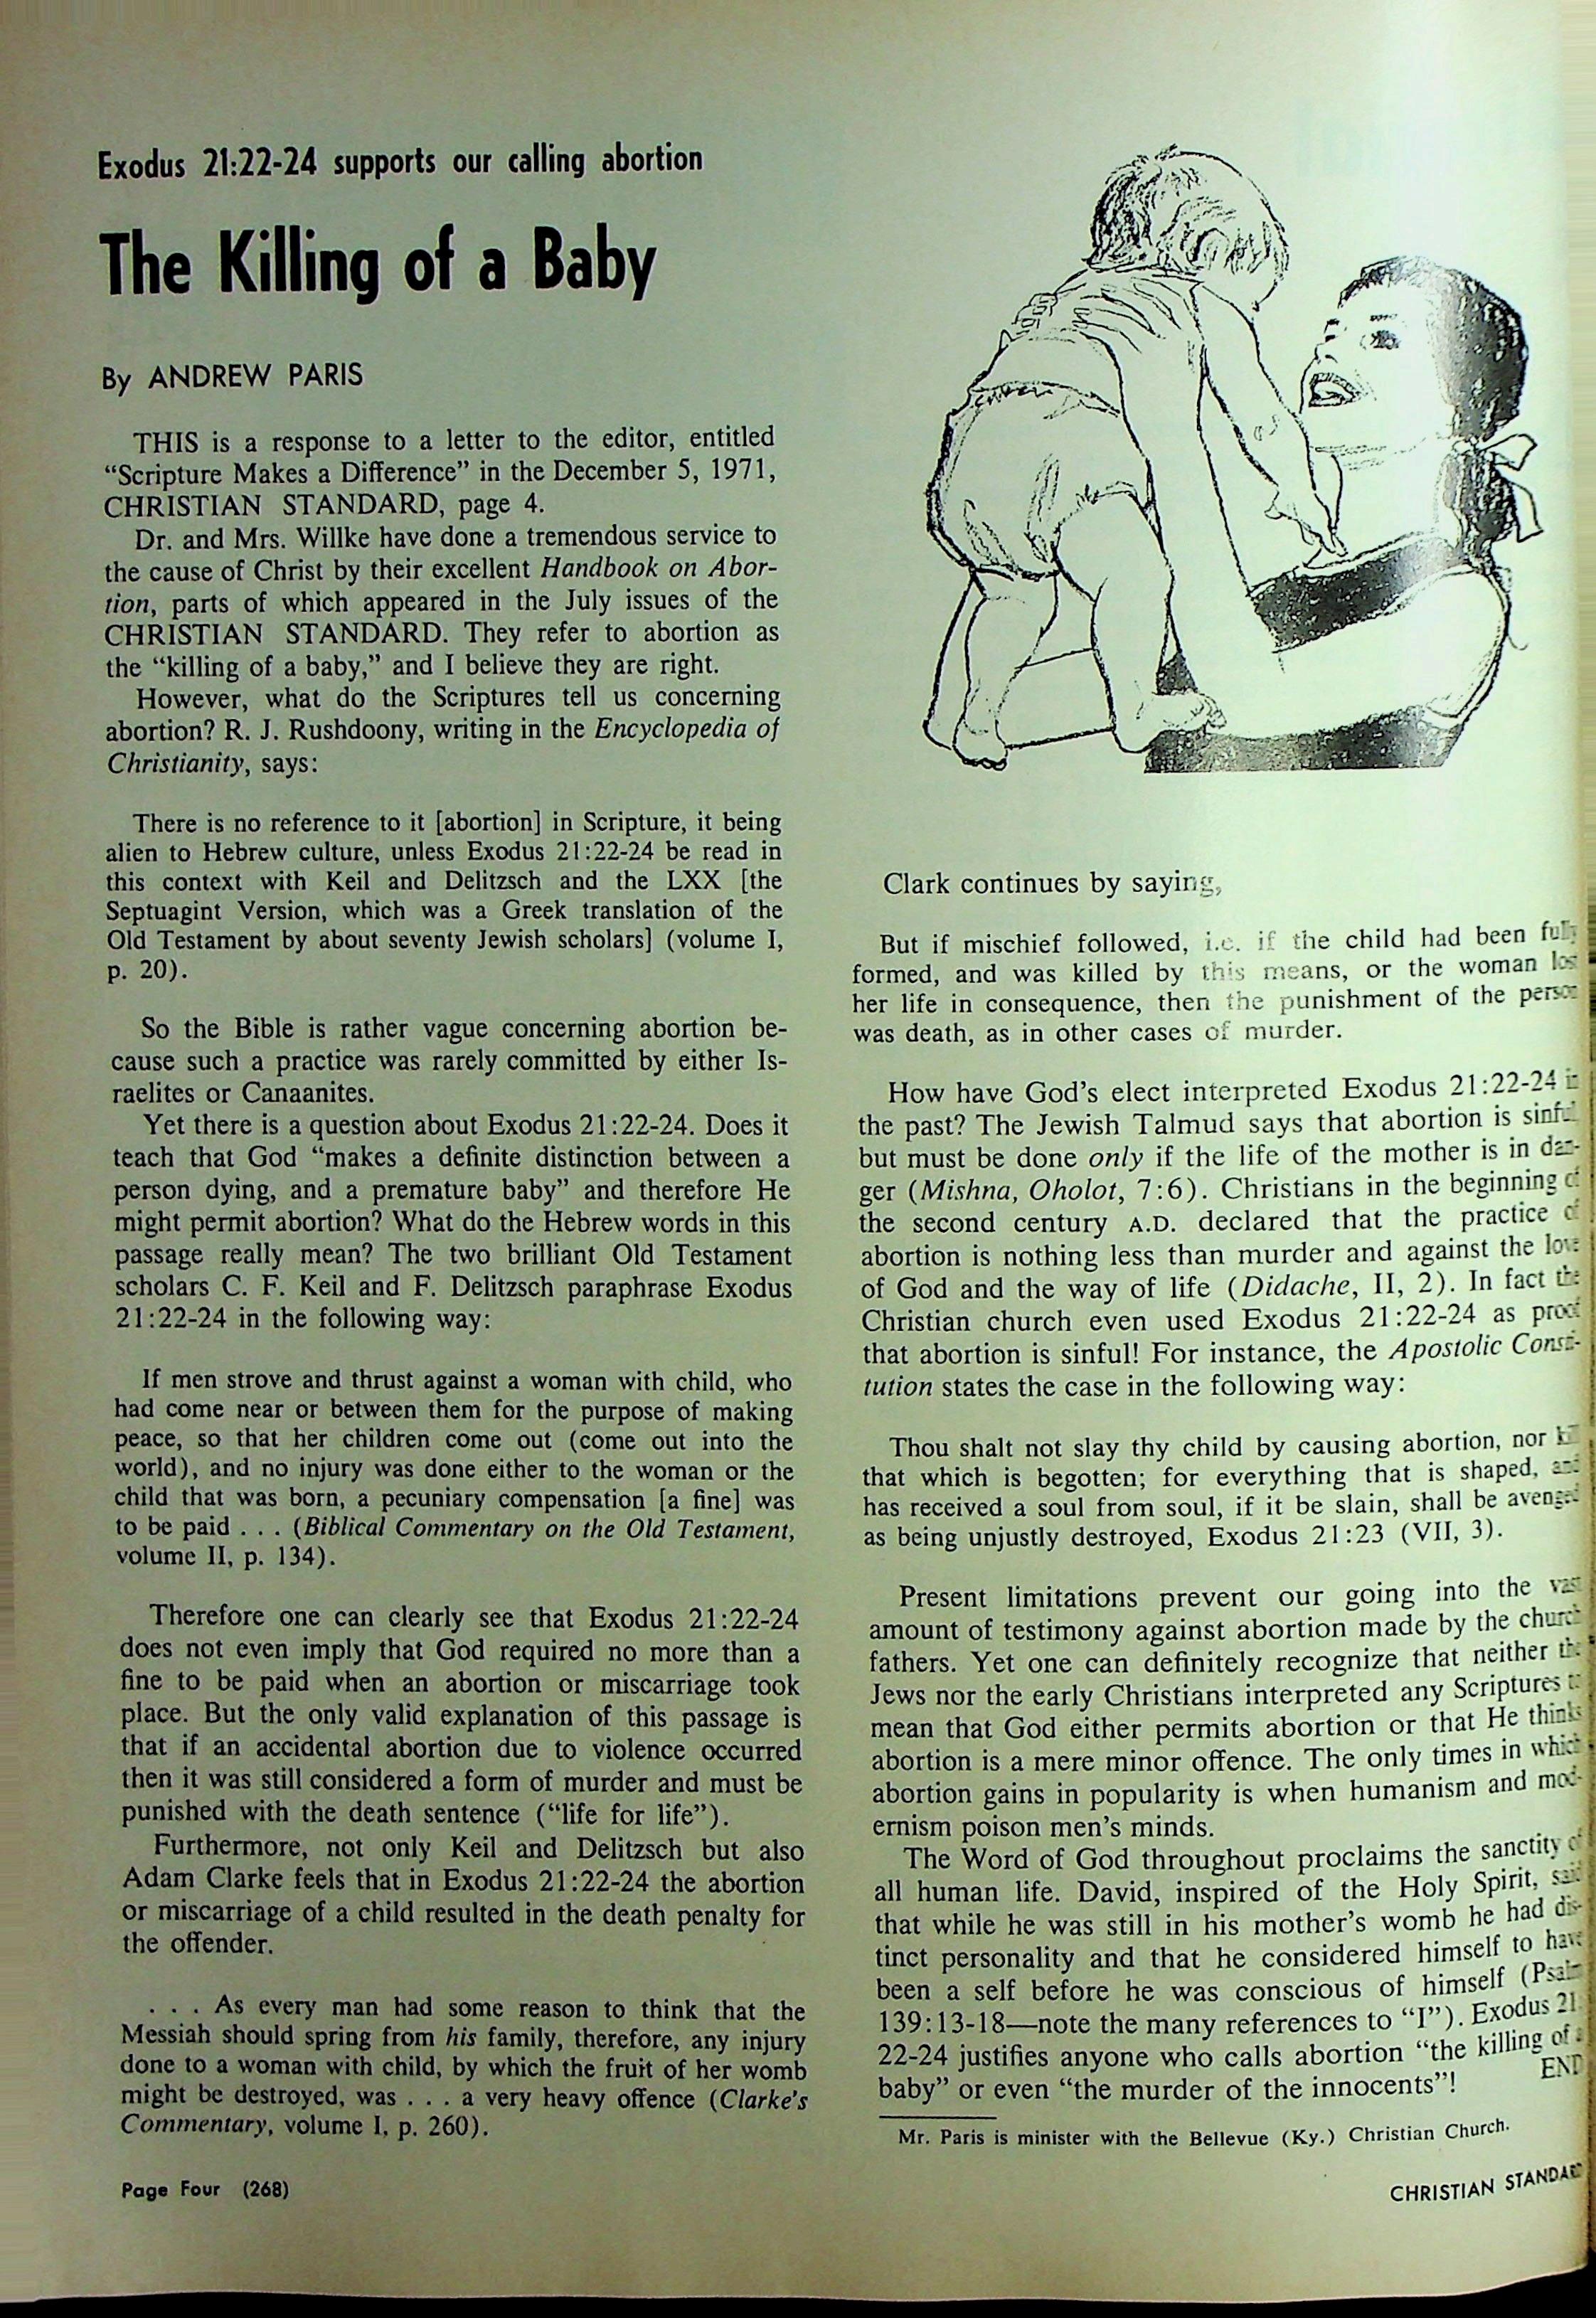 Exodus 21:22-24 supports our calling abortion
The Killing of a Baby
By ANDREW PARIS
THIS is a response to a letter to the editor, entitled
“Scripture Makes a Difference” in the December 5, 1971,
CHRISTIAN STANDARD, page 4.
Dr. and Mrs. Willke have done a tremendous service to
the cause of Christ by their excellent Handbook on Abor-
tion, parts of which appeared in the July issues of the
CHRISTIAN STANDARD. They refer to abortion as
the “killing of a baby,” and I believe they are right.
However, what do the Scriptures tell us concerning
abortion? R. J. Rushdoony, writing in the Encyclopedia of
Christianity, says:
There is no reference to it [abortion] in Scripture, it being
alien to Hebrew culture, unless Exodus 21:22-24 be read in
this context with Keil and Delitzsch and the LXX [the
Septuagint Version, which was a Greek translation of the
Old Testament by about seventy Jewish scholars] (volume I,
p. 20).
So the Bible is rather vague concerning abortion be-
cause such a practice was rarely committed by either Is-
raelites or Canaanites.
Yet there is a question about Exodus 21:22-24. Does it
teach that God “makes a definite distinction between a
person dying, and a premature baby” and therefore He
might permit abortion? What do the Hebrew words in this
passage really mean? The two brilliant Old Testament
scholars C. F. Keil and F. Delitzsch paraphrase Exodus
21:22-24 in the following way:
If men strove and thrust against a woman with child, who
had come near or between them for the purpose of making
peace, so that her children come out (come out into the
world), and no injury was done either to the woman or the
child that was born, a pecuniary compensation [a fine] was
to be paid . . . (Biblical Commentary on the Old Testament,
volume II, p. 134).
Therefore one can clearly see that Exodus 21:22-24
does not even imply that God required no more than a
fine to be paid when an abortion or miscarriage took
place. But the only valid explanation of this passage is
that if an accidental abortion due to violence occurred
then it was still considered a form of murder and must be
punished with the death sentence (“life for life”).
Furthermore, not only Keil and Delitzsch but also
Adam Clarke feels that in Exodus 21:22-24 the abortion
or miscarriage of a child resulted in the death penalty for
the offender.
. . . As every man had some reason to think that the
Messiah should spring from his family, therefore, any injury
done to a woman with child, by which the fruit of her womb
might be destroyed, was . . . a very heavy offence (Clarke’s
Commentary, volume I, p. 260).
Page Four (268)
Clark continues by saying,
But if mischief followed, i.e. if the child had been fully
formed, and was killed by this means, or the woman lost
her life in consequence, then the punishment of the person
was death, as in other cases of murder.
How have God’s elect interpreted Exodus 21:22-24 in
the past? The Jewish Talmud says that abortion is sinful
but must be done only if the life of the mother is in dan-
ger (Mishna, Oholot, 7:6). Christians in the beginning of
the second century A.D. declared that the practice of
abortion is nothing less than murder and against the love
of God and the way of life (Didache, II, 2). In fact the
Christian church even used Exodus 21:22-24 as proof
that abortion is sinful! For instance, the Apostolic Consti-
tution states the case in the following way:
Thou shalt not slay thy child by causing abortion, nor kill
that which is begotten; for everything that is shaped, and
has received a soul from soul, if it be slain, shall be avenged
as being unjustly destroyed, Exodus 21:23 (VII, 3).
Present limitations prevent our going into the vast
amount of testimony against abortion made by the church
fathers. Yet one can definitely recognize that neither the
Jews nor the early Christians interpreted any Scriptures to
mean that God either permits abortion or that He thinks
abortion is a mere minor offence. The only times in which
abortion gains in popularity is when humanism and mod-
ernism poison men’s minds.
The Word of God throughout proclaims the sanctity of
all human life. David, inspired of the Holy Spirit, said
that while he was still in his mother’s womb he had dis-
tinct personality and that he considered himself to have
been a self before he was conscious of himself (Psalm
139:13-18—note the many references to “I”). Exodus 21:
22-24 justifies anyone who calls abortion “the killing of a
baby” or even “the murder of the innocents”! END
Mr. Paris is minister with the Bellevue (Ky.) Christian Church.
CHRISTIAN STANDARD